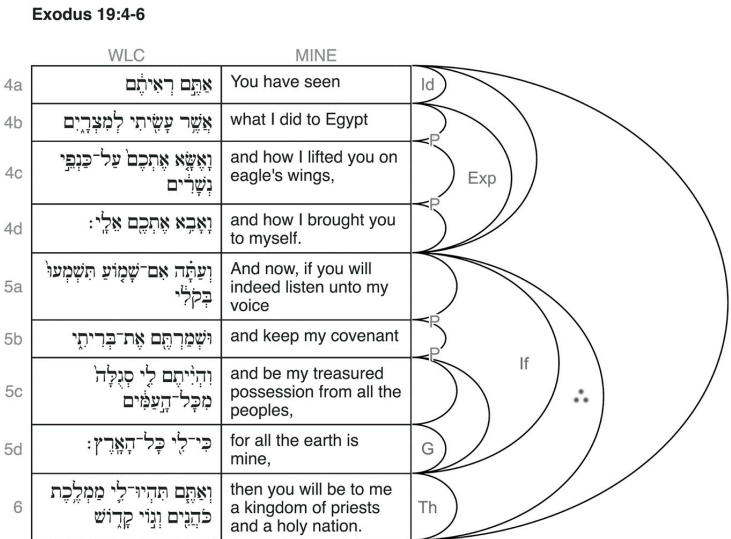 Exodus 19:4-6
WLC MINE
4a אַתֶּ֣ם רְאִיתֶ֔ם You have seen Id
4b אֲשֶׁ֥ר עָשִׂ֖יתִי לְמִצְרָ֑יִם what I did to Egypt
P
4c וָאֶשָּׂ֤א אֶתְכֶם֙ עַל־כַּנְפֵ֣י and how I lifted you on
נְשָׁרִ֔ים eagle's wings,
Exp
P
4d וָאָבִ֥א אֶתְכֶ֖ם אֵלָֽי׃ and how I brought you
to myself.
5a וְעַתָּ֗ה אִם־שָׁמ֤וֹעַ תִּשְׁמְעוּ֙ And now, if you will
בְּקֹלִ֔י indeed listen unto my
voice
P
5b וּשְׁמַרְתֶּ֖ם אֶת־בְּרִיתִ֑י and keep my covenant
P
If
5c וִהְיִ֨יתֶם לִ֤י סְגֻלָּה֙ and be my treasured
מִכָּל־הָ֣עַמִּ֔ים possession from all the
peoples,
∴
5d כִּי־לִ֖י כָּל־הָאָֽרֶץ׃ for all the earth is
mine,
G
6 וְאַתֶּ֧ם תִּהְיוּ־לִ֛י מַמְלֶ֥כֶת then you will be to me
כֹּהֲנִ֖ים וְג֣וֹי קָד֑וֹשׁ a kingdom of priests
and a holy nation.
Th